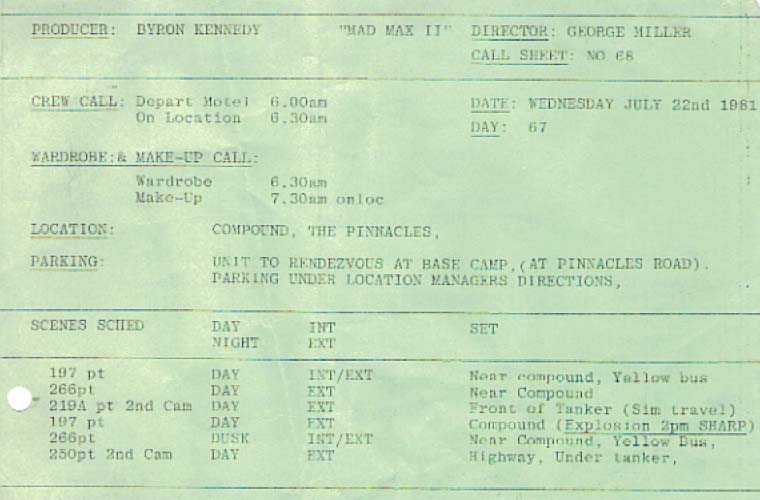 PRODUCER: BYRON KENNEDY "MAD MAX II" DIRECTOR: GEORGE MILLER
CALL SHEET: NO 68
CREW CALL: Depart Motel 6.00am DATE: WEDNESDAY JULY 22nd 1981
On Location 6.30am DAY: 67
WARDROBE:& MAKE-UP CALL:
Wardrobe 6.30am
Make-Up 7.30am onloc
LOCATION: COMPOUND, THE PINNACLES,
PARKING: UNIT TO RENDEZVOUS AT BASE CAMP,(AT PINNACLES ROAD).
PARKING UNDER LOCATION MANAGERS DIRECTIONS,
SCENES SCHED DAY INT SET
NIGHT EXT
197 pt DAY INT/EXT Near compound, Yellow bus
266pt DAY EXT Near Compound
219A pt 2nd Cam DAY EXT Front of Tanker (Sim travel)
197 pt DAY EXT Compound (Explosion 2pm SHARP)
266pt DUSK INT/EXT Near Compound, Yellow Bus,
250pt 2nd Cam DAY EXT Highway, Under tanker,